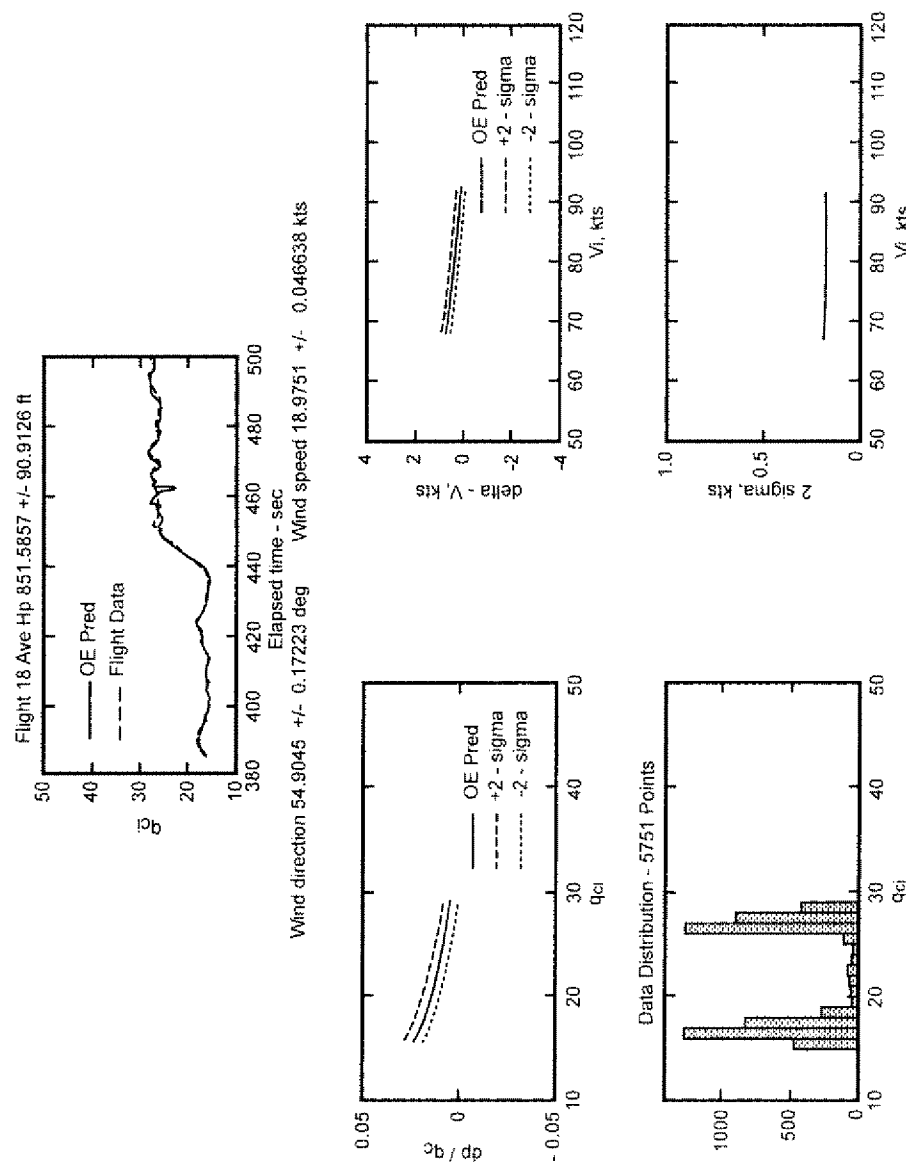 Flight 18 Ave Hp 851.5857 +/- 90.9126 ft
50
40
30
20
10
qci
OE Pred
Flight Data
380 400 420 440 460 480 500
Elapsed time - sec
Wind direction 54.9045 +/- 0.17223 deg Wind speed 18.9751 +/- 0.046638 kts
0.05
0
- 0.05
dp / qc
OE Pred
+2 - sigma
-2 - sigma
10 20 30 40 50
qci
4
2
0
-2
-4
delta - V, kts
OE Pred
+2 - sigma
-2 - sigma
50 60 70 80 90 100 110 120
Vi, kts
Data Distribution - 5751 Points
1000
500
0
10 20 30 40 50
qci
1.0
0.5
0
2 sigma, kts
50 60 70 80 90 100 110 120
Vi, kts